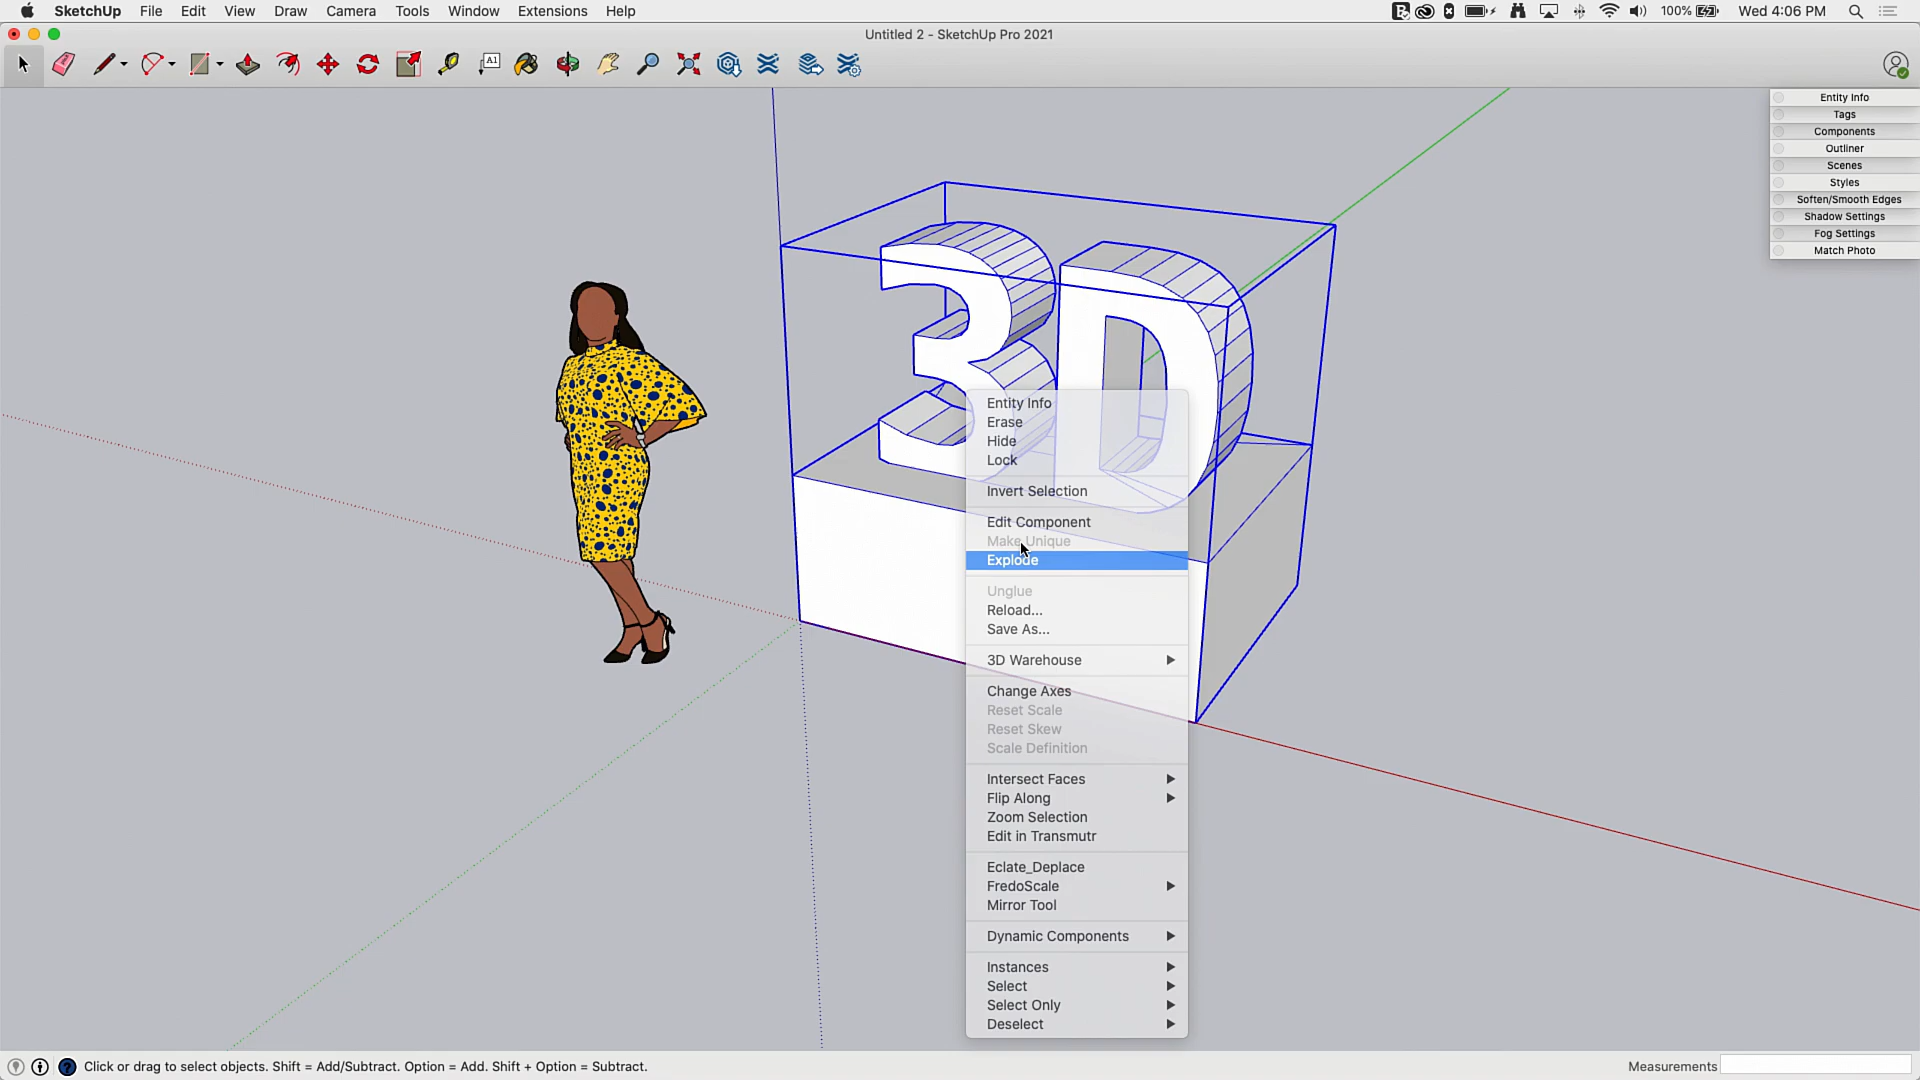 SketchUp File Edit View Draw Camera Tools Window Extensions Help 100% Wed 4:06 PM
Untitled 2 - SketchUp Pro 2021
A1
Entity Info
Tags
Components
Outliner
Scenes
Styles
Soften/Smooth Edges
Shadow Settings
Fog Settings
Match Photo
3D
Entity Info
Erase
Hide
Lock
Invert Selection
Edit Component
Make Unique
Explode
Unglue
Reload...
Save As...
3D Warehouse
Change Axes
Reset Scale
Reset Skew
Scale Definition
Intersect Faces
Flip Along
Zoom Selection
Edit in Transmutr
Eclate_Deplace
FredoScale
Mirror Tool
Dynamic Components
Instances
Select
Select Only
Deselect
Click or drag to select objects. Shift = Add/Subtract. Option = Add. Shift + Option = Subtract.
Measurements